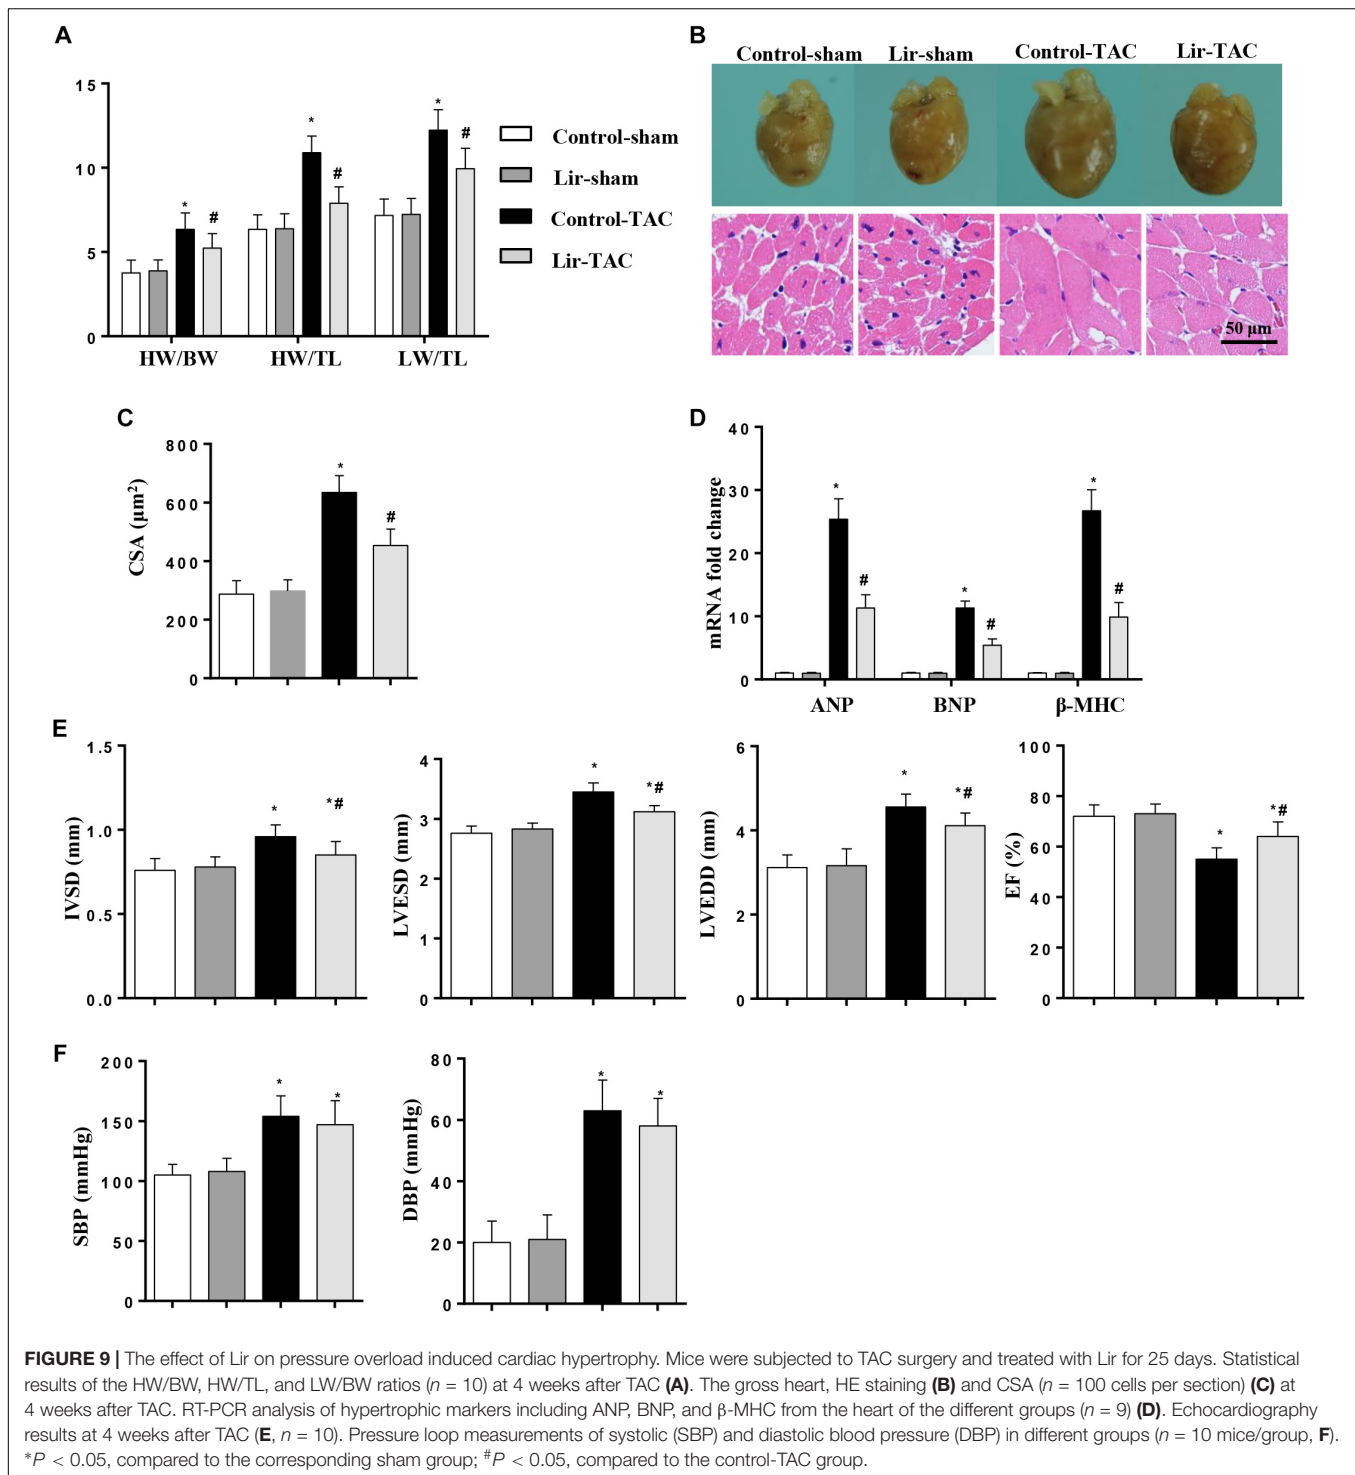 A
15
10
5
0
*
#
*
#
*
#
HW/BW HW/TL LW/TL
Control-sham
Lir-sham
Control-TAC
Lir-TAC
B
Control-sham Lir-sham Control-TAC Lir-TAC
50 μm
C
CSA (μm²)
800
600
400
200
0
*
#
D
mRNA fold change
40
30
20
10
0
*
#
*
#
*
#
ANP BNP β-MHC
E
IVSD (mm)
1.5
1.0
0.5
0.0
*
*#
LVESD (mm)
4
3
2
1
0
*
*#
LVEDD (mm)
6
4
2
0
*
*#
EF (%)
100
80
60
40
20
0
*
*#
F
SBP (mmHg)
200
150
100
50
0
*
*
DBP (mmHg)
80
60
40
20
0
*
*
FIGURE 9 | The effect of Lir on pressure overload induced cardiac hypertrophy. Mice were subjected to TAC surgery and treated with Lir for 25 days. Statistical
results of the HW/BW, HW/TL, and LW/BW ratios (n = 10) at 4 weeks after TAC (A). The gross heart, HE staining (B) and CSA (n = 100 cells per section) (C) at
4 weeks after TAC. RT-PCR analysis of hypertrophic markers including ANP, BNP, and β-MHC from the heart of the different groups (n = 9) (D). Echocardiography
results at 4 weeks after TAC (E, n = 10). Pressure loop measurements of systolic (SBP) and diastolic blood pressure (DBP) in different groups (n = 10 mice/group, F).
*P < 0.05, compared to the corresponding sham group; #P < 0.05, compared to the control-TAC group.